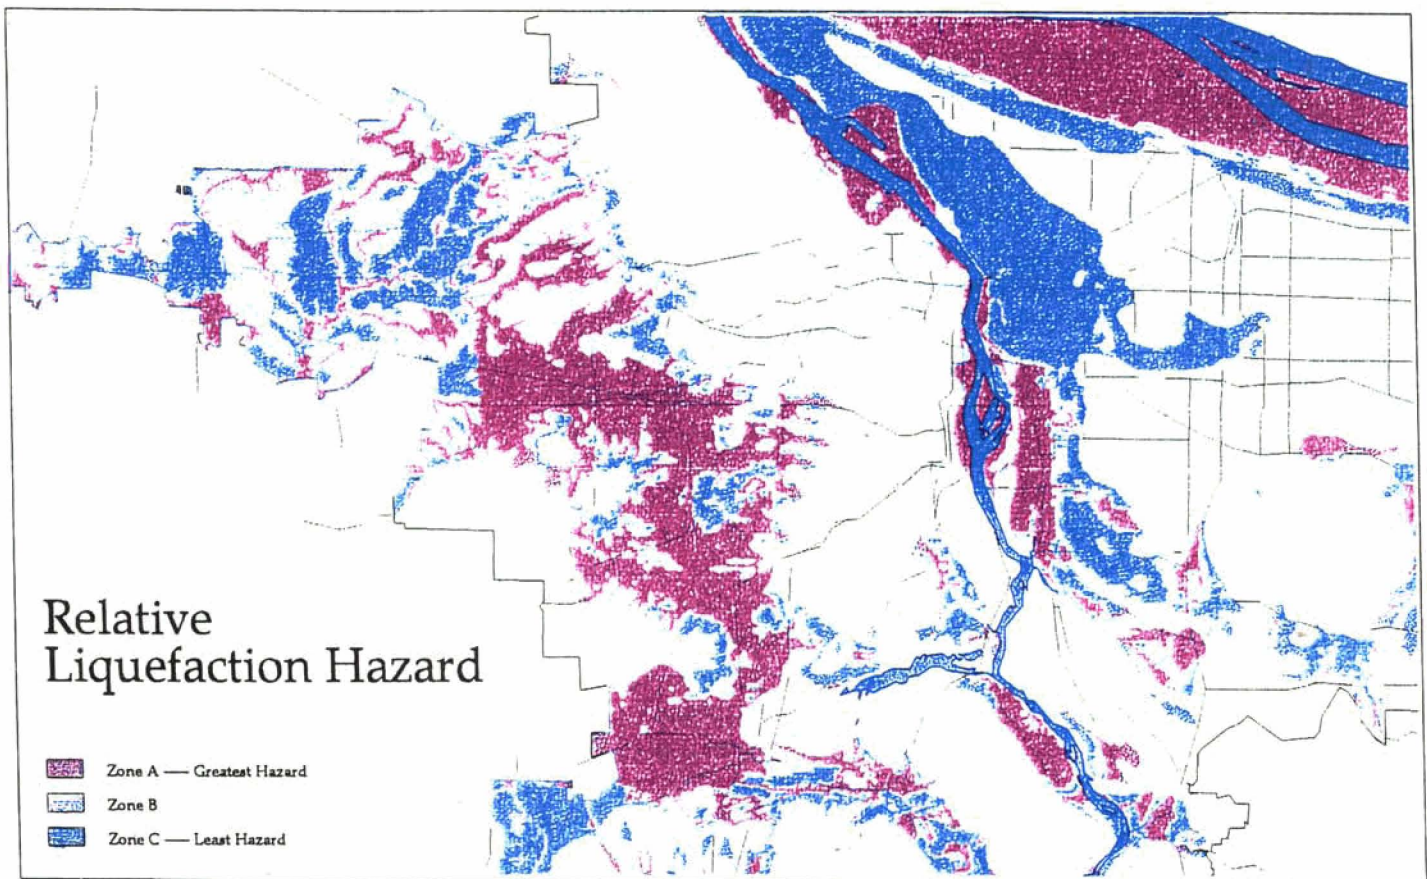 Relative
Liquefaction Hazard
Zone A — Greatest Hazard
Zone B
Zone C — Least Hazard